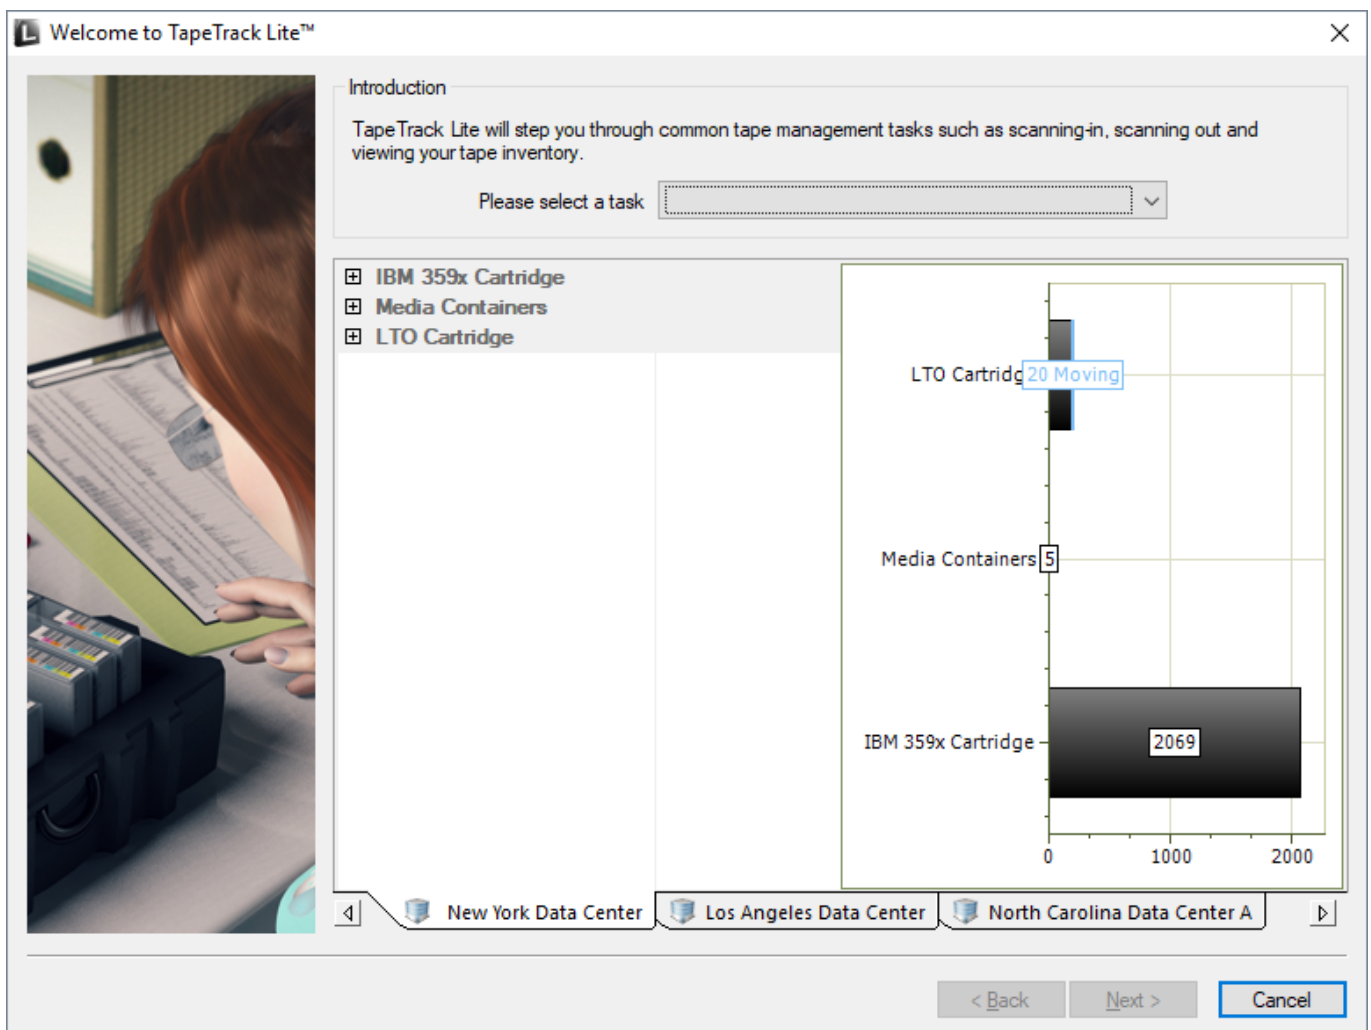 Welcome to TapeTrack Lite™
Introduction
TapeTrack Lite will step you through common tape management tasks such as scanning-in, scanning out and
viewing your tape inventory.
Please select a task
IBM 359x Cartridge
Media Containers
LTO Cartridge
LTO Cartridg
20 Moving
Media Containers
5
IBM 359x Cartridge
2069
0 1000 2000
New York Data Center
Los Angeles Data Center
North Carolina Data Center A
< Back
Next >
Cancel